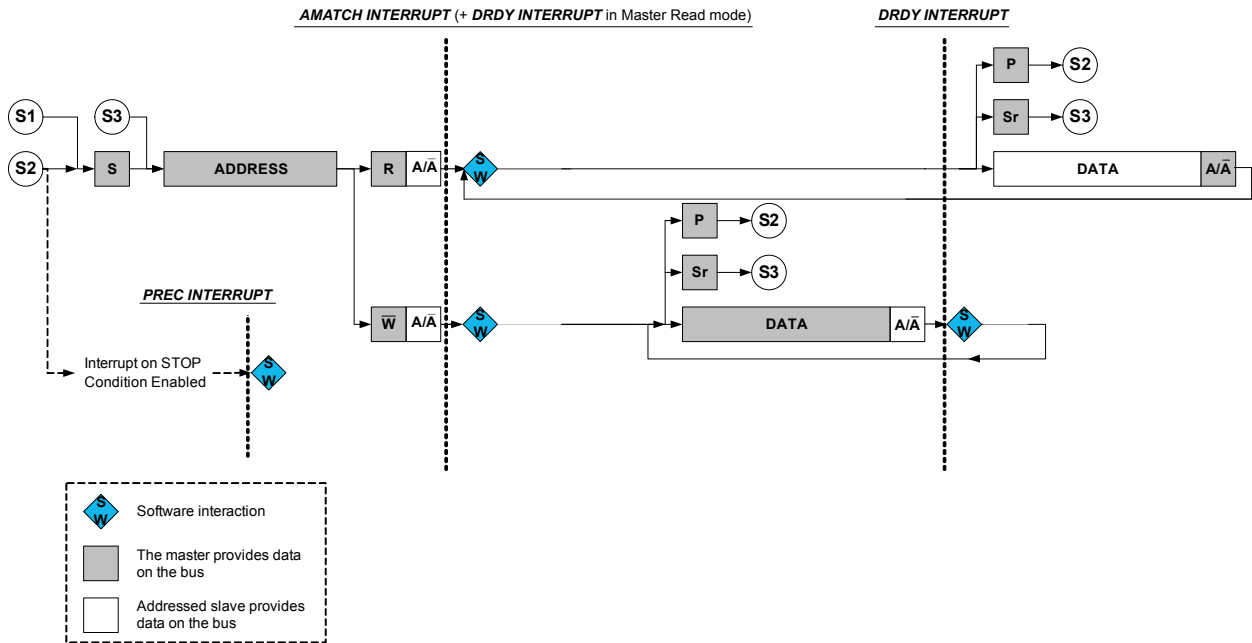 AMATCH INTERRUPT (+ DRDY INTERRUPT in Master Read mode)
DRDY INTERRUPT
P
S2
S1
S3
Sr
S3
S2
S
ADDRESS
R
A/A̅
S
W
DATA
A/A̅
P
S2
Sr
S3
PREC INTERRUPT
W̅
A/A̅
S
W
DATA
A/A̅
S
W
Interrupt on STOP
Condition Enabled
S
W
S
W
Software interaction
The master provides data
on the bus
Addressed slave provides
data on the bus